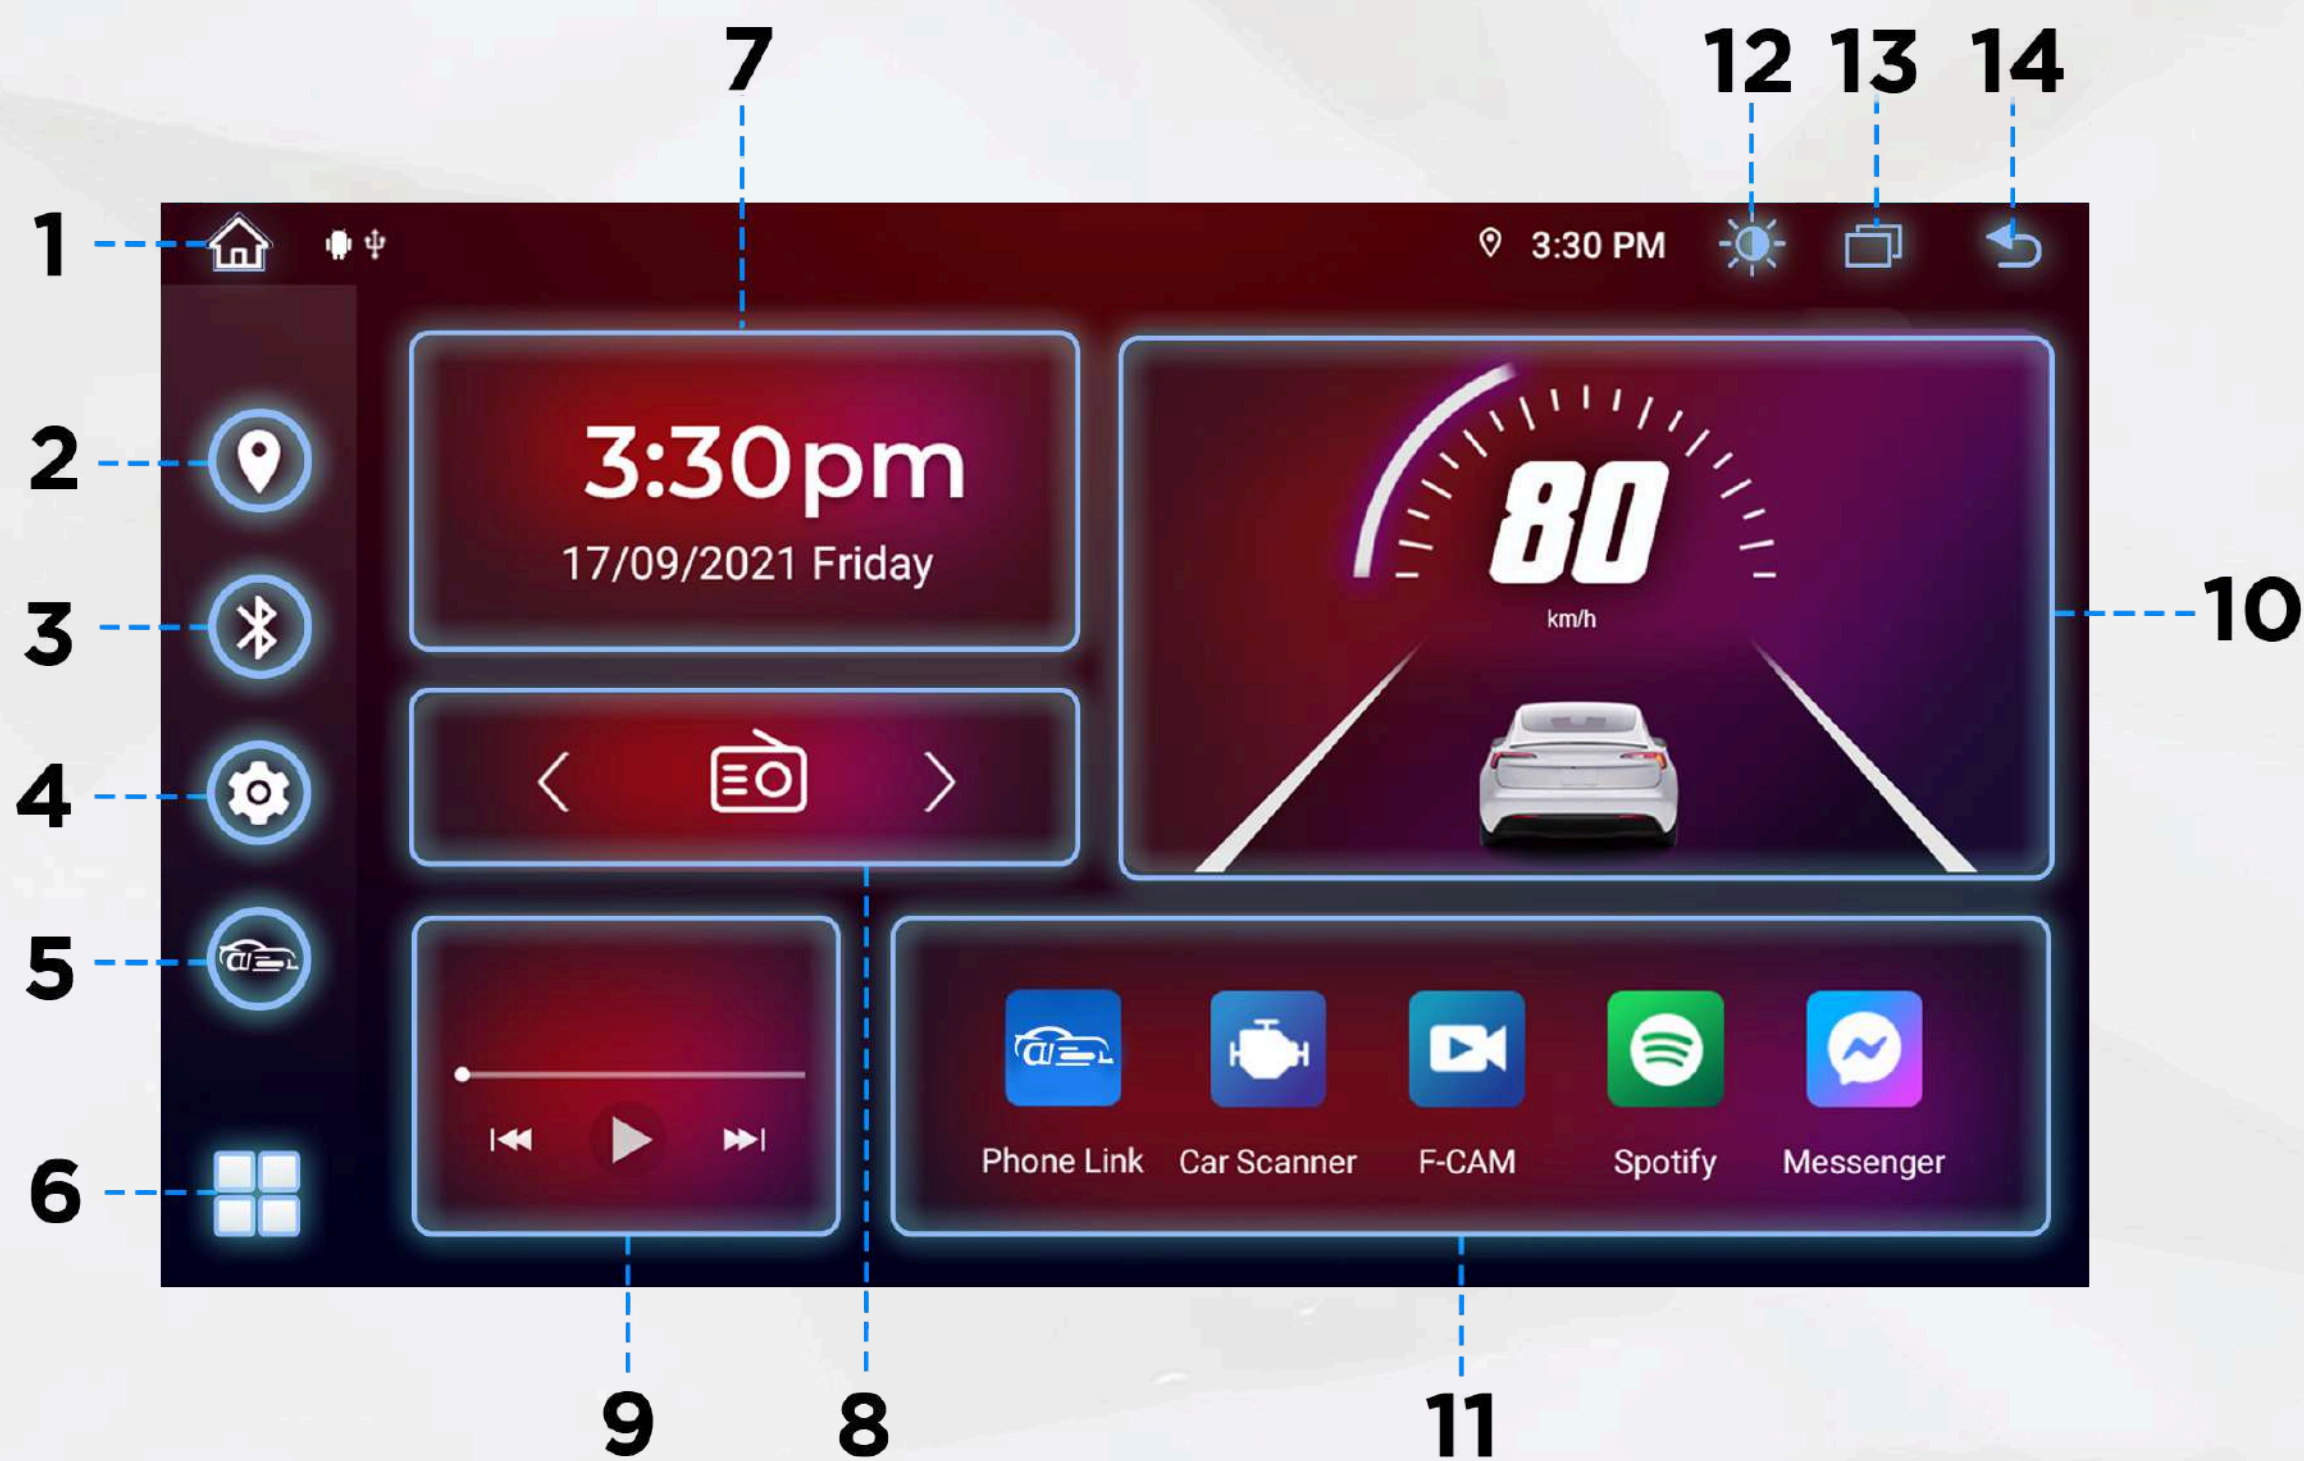 7
12 13 14
1
3:30 PM
2
3:30pm
17/09/2021 Friday
80
km/h
3
10
4
5
Phone Link
Car Scanner
F-CAM
Spotify
Messenger
6
9
8
11